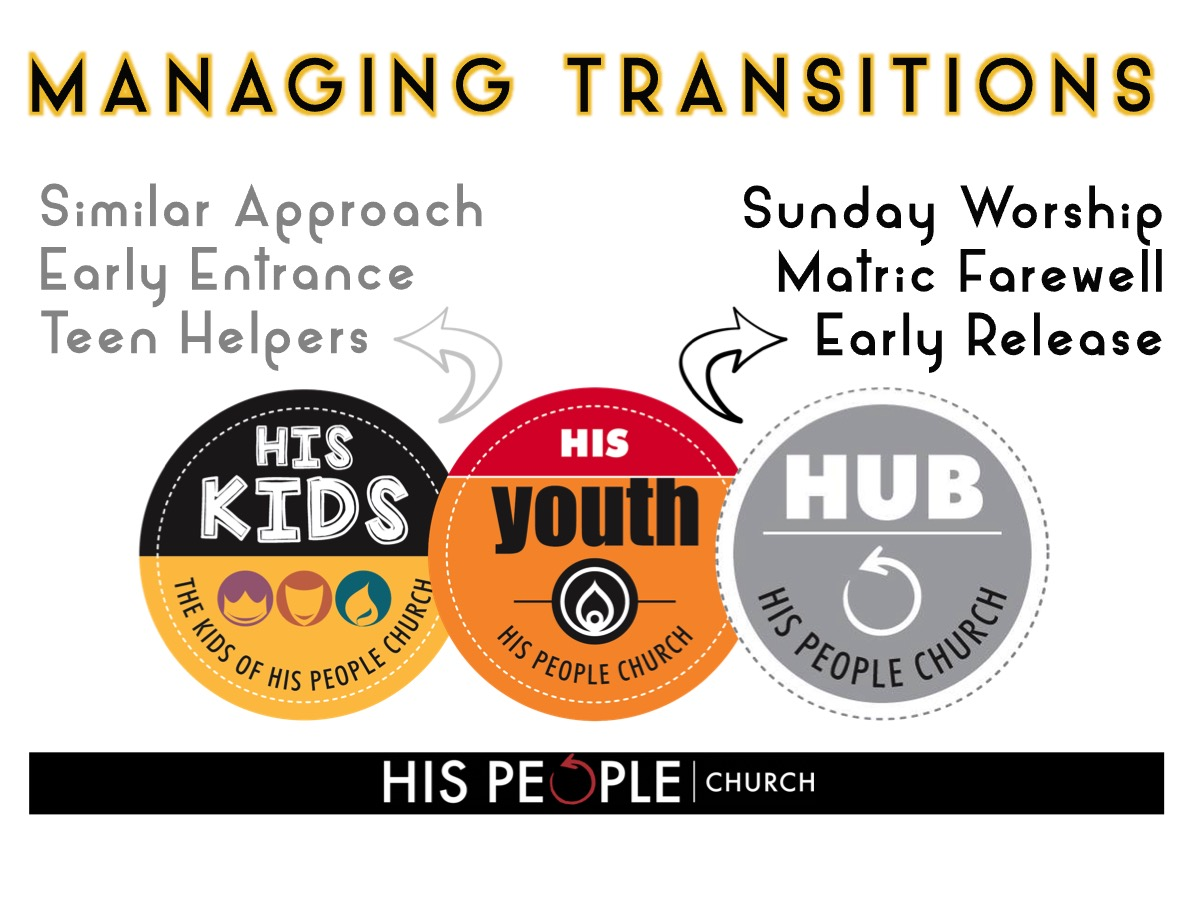 MANAGING TRANSITIONS
Similar Approach
Early Entrance
Teen Helpers
Sunday Worship
Matric Farewell
Early Release
HIS
KIDS
THE KIDS OF HIS PEOPLE CHURCH
HIS
youth
HIS PEOPLE CHURCH
HUB
HIS PEOPLE CHURCH
HIS PEOPLE | CHURCH